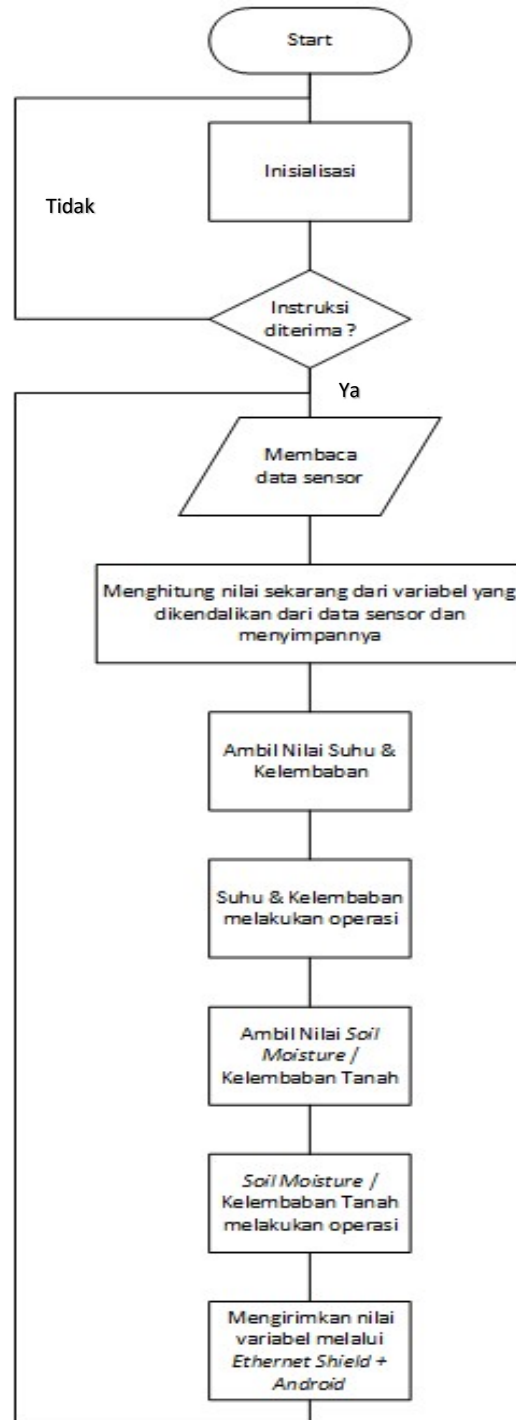 Start
Inisialisasi
Tidak
Instruksi
diterima ?
Ya
Membaca
data sensor
Menghitung nilai sekarang dari variabel yang
dikendalikan dari data sensor dan
menyimpannya
Ambil Nilai Suhu &
Kelembaban
Suhu & Kelembaban
melakukan operasi
Ambil Nilai Soil
Moisture /
Kelembaban Tanah
Soil Moisture /
Kelembaban Tanah
melakukan operasi
Mengirimkan nilai
variabel melalui
Ethernet Shield +
Android